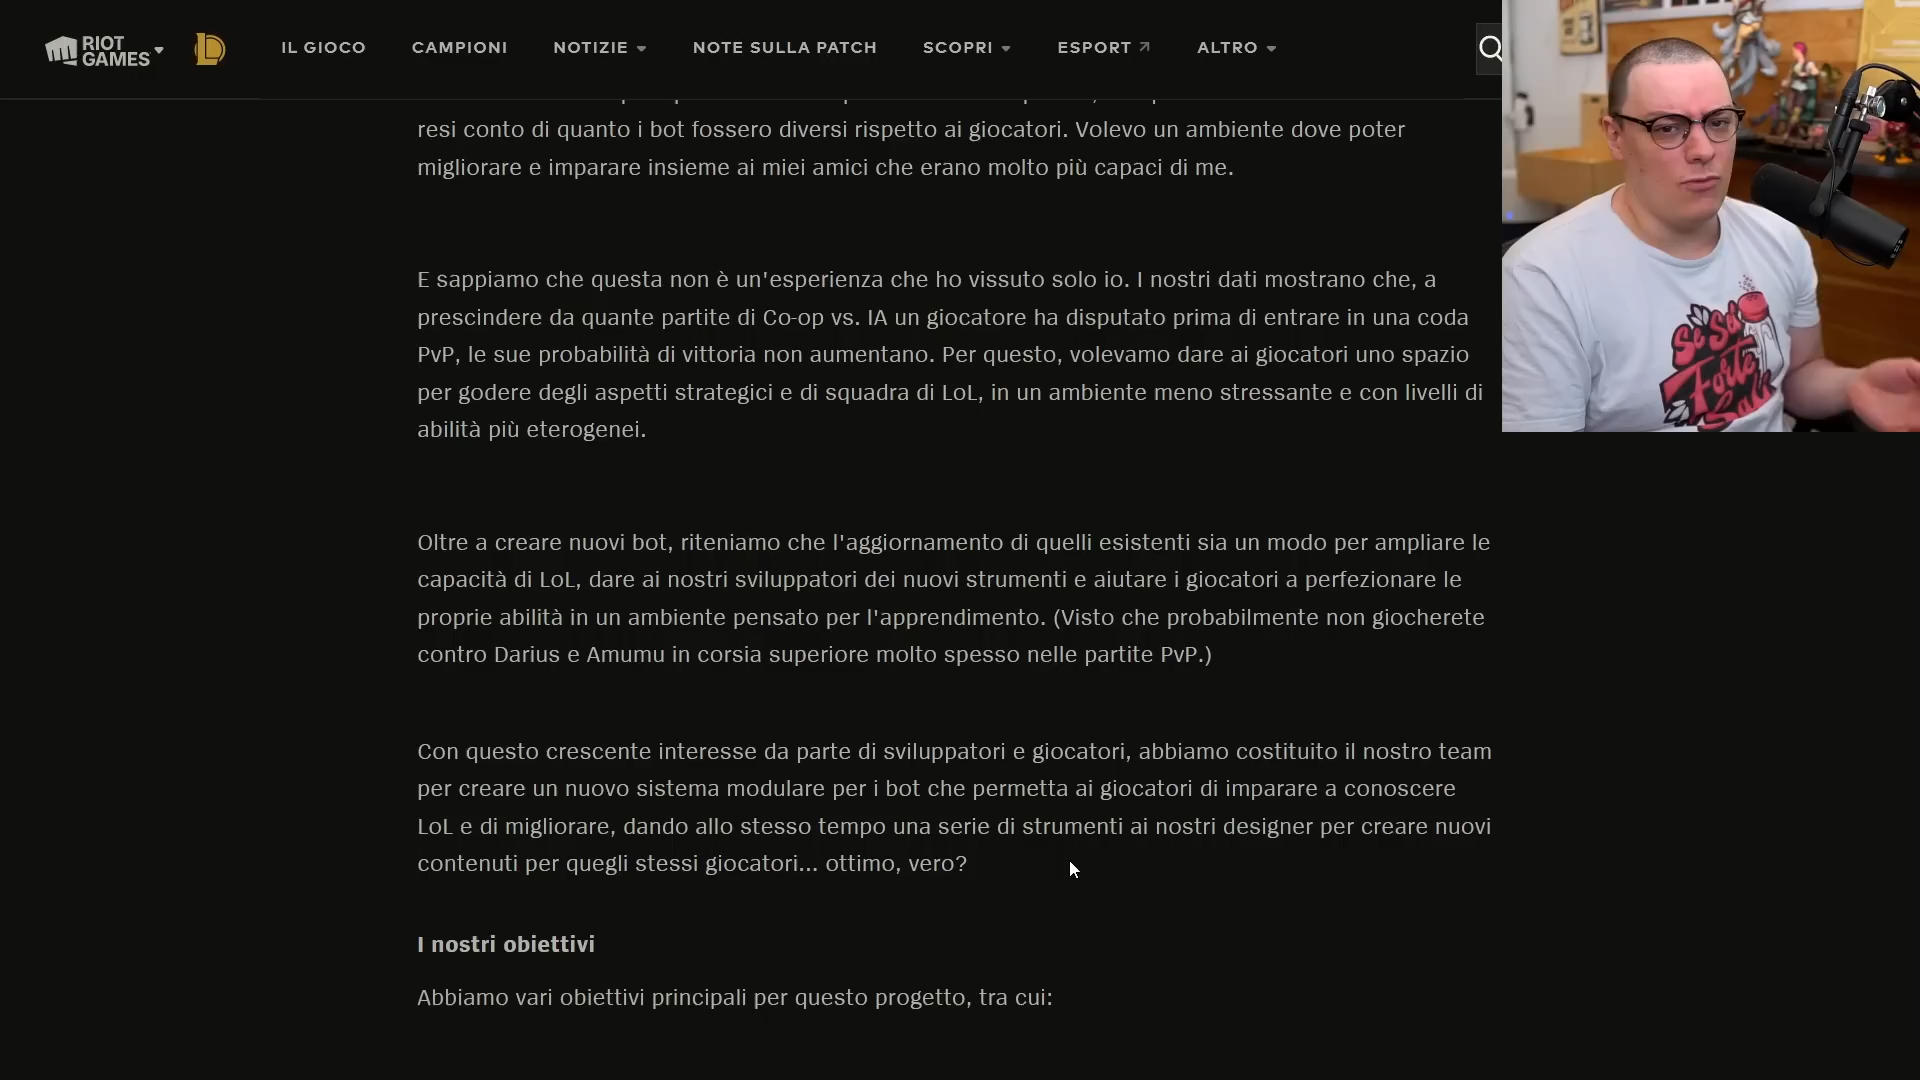 RIOT GAMES
IL GIOCO
CAMPIONI
NOTIZIE
NOTE SULLA PATCH
SCOPRI
ESPORT
ALTRO
resi conto di quanto i bot fossero diversi rispetto ai giocatori. Volevo un ambiente dove poter
migliorare e imparare insieme ai miei amici che erano molto più capaci di me.
E sappiamo che questa non è un'esperienza che ho vissuto solo io. I nostri dati mostrano che, a
prescindere da quante partite di Co-op vs. IA un giocatore ha disputato prima di entrare in una coda
PvP, le sue probabilità di vittoria non aumentano. Per questo, volevamo dare ai giocatori uno spazio
per godere degli aspetti strategici e di squadra di LoL, in un ambiente meno stressante e con livelli di
abilità più eterogenei.
Oltre a creare nuovi bot, riteniamo che l'aggiornamento di quelli esistenti sia un modo per ampliare le
capacità di LoL, dare ai nostri sviluppatori dei nuovi strumenti e aiutare i giocatori a perfezionare le
proprie abilità in un ambiente pensato per l'apprendimento. (Visto che probabilmente non giocherete
contro Darius e Amumu in corsia superiore molto spesso nelle partite PvP.)
Con questo crescente interesse da parte di sviluppatori e giocatori, abbiamo costituito il nostro team
per creare un nuovo sistema modulare per i bot che permetta ai giocatori di imparare a conoscere
LoL e di migliorare, dando allo stesso tempo una serie di strumenti ai nostri designer per creare nuovi
contenuti per quegli stessi giocatori... ottimo, vero?
I nostri obiettivi
Abbiamo vari obiettivi principali per questo progetto, tra cui:
Se Sei
Forte